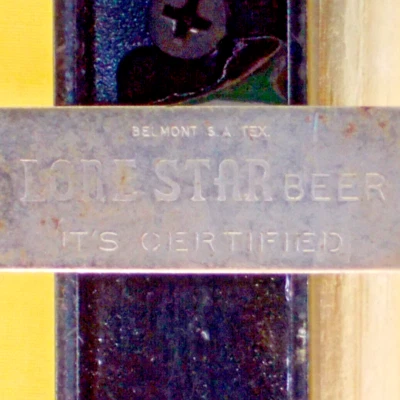 BELMONT S.A. TEX.
LONE STAR BEER
IT'S CERTIFIED